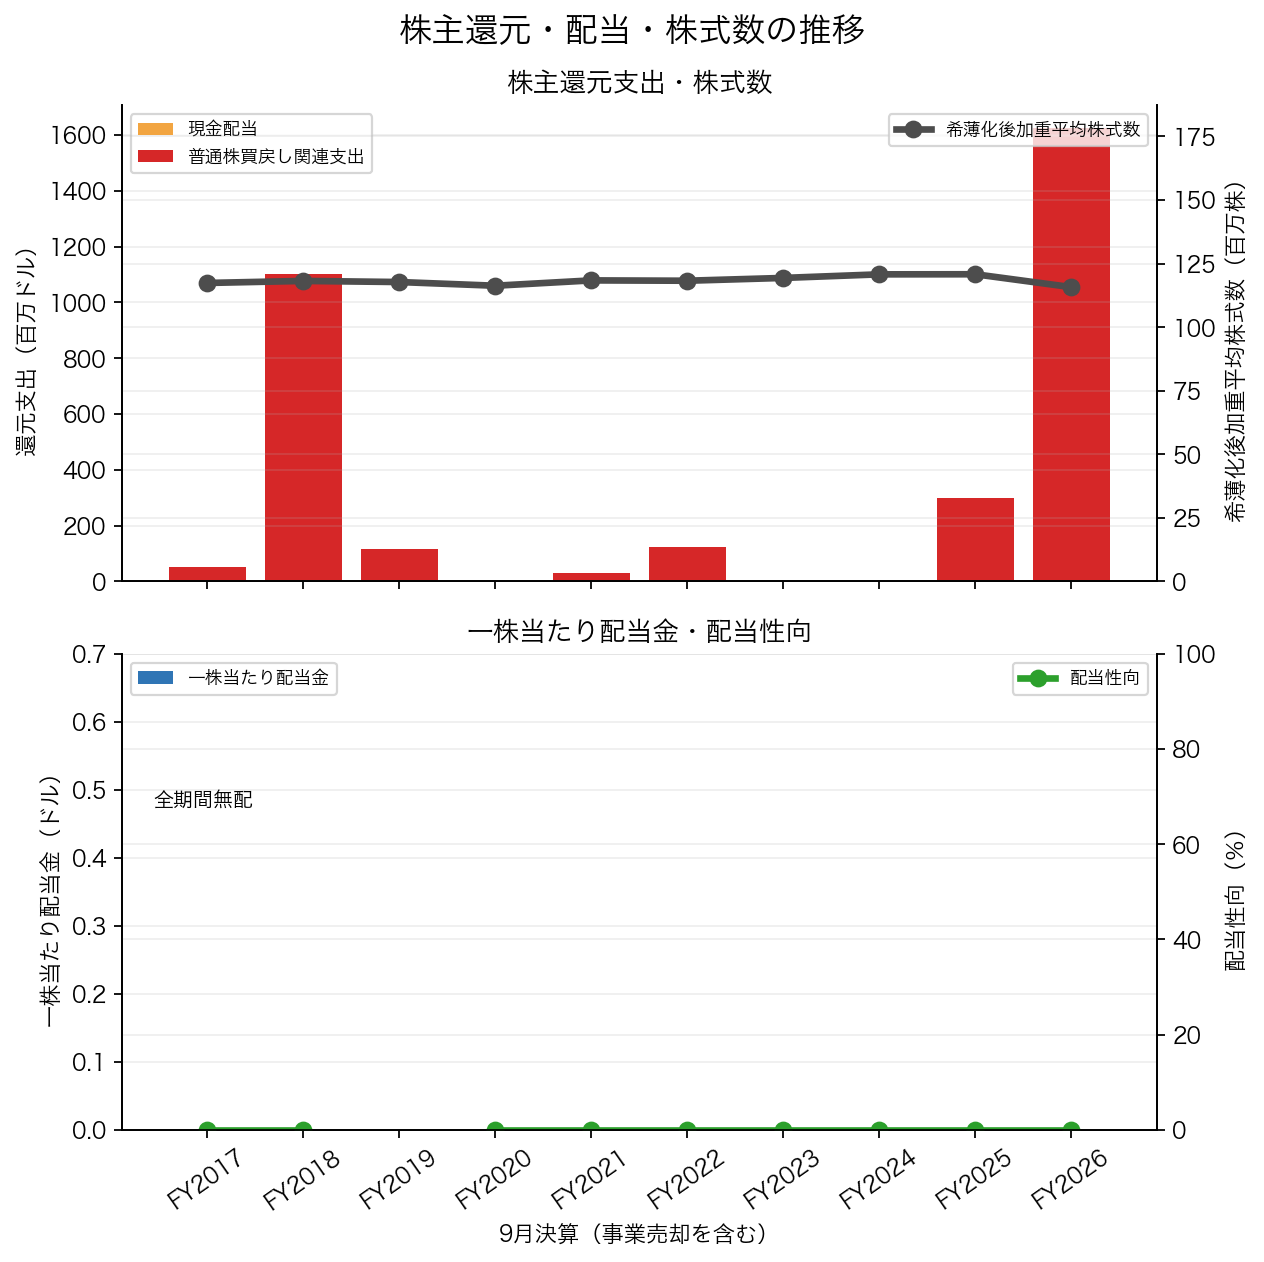 株主還元・配当・株式数の推移
株主還元支出・株式数
現金配当
普通株買戻し関連支出
希薄化後加重平均株式数
還元支出（百万ドル）
1600
1400
1200
1000
800
600
400
200
0
175
150
125
100
75
50
25
0
希薄化後加重平均株式数（百万株）
一株当たり配当金・配当性向
一株当たり配当金
配当性向
全期間無配
一株当たり配当金（ドル）
0.7
0.6
0.5
0.4
0.3
0.2
0.1
0.0
100
80
60
40
20
0
配当性向（%）
FY2017
FY2018
FY2019
FY2020
FY2021
FY2022
FY2023
FY2024
FY2025
FY2026
9月決算（事業売却を含む）